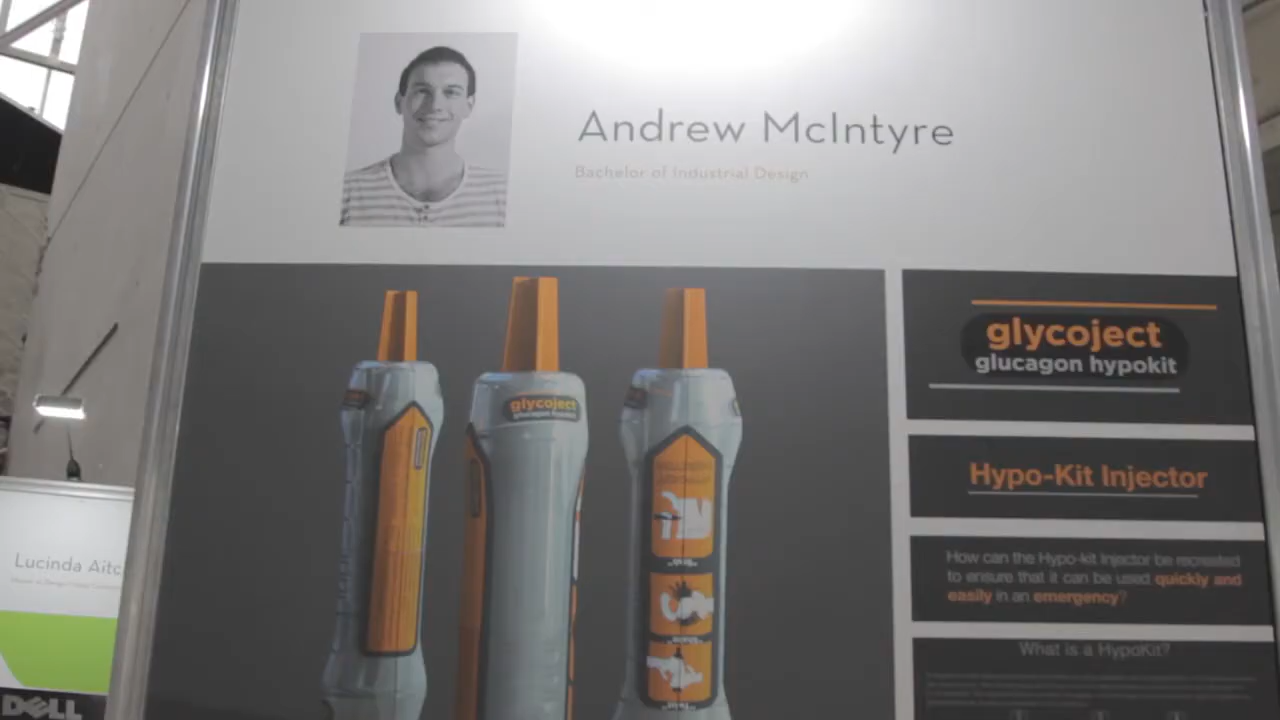 Andrew McIntyre
Bachelor of Industrial Design
glycoject
glucagon hypokit
glycoject
glucagon hypokit
Hypo-Kit Injector
How can the Hypo-kit Injector be recreated
to ensure that it can be used quickly and
easily in an emergency?
What is a HypoKit?
Lucinda Aitc
DELL